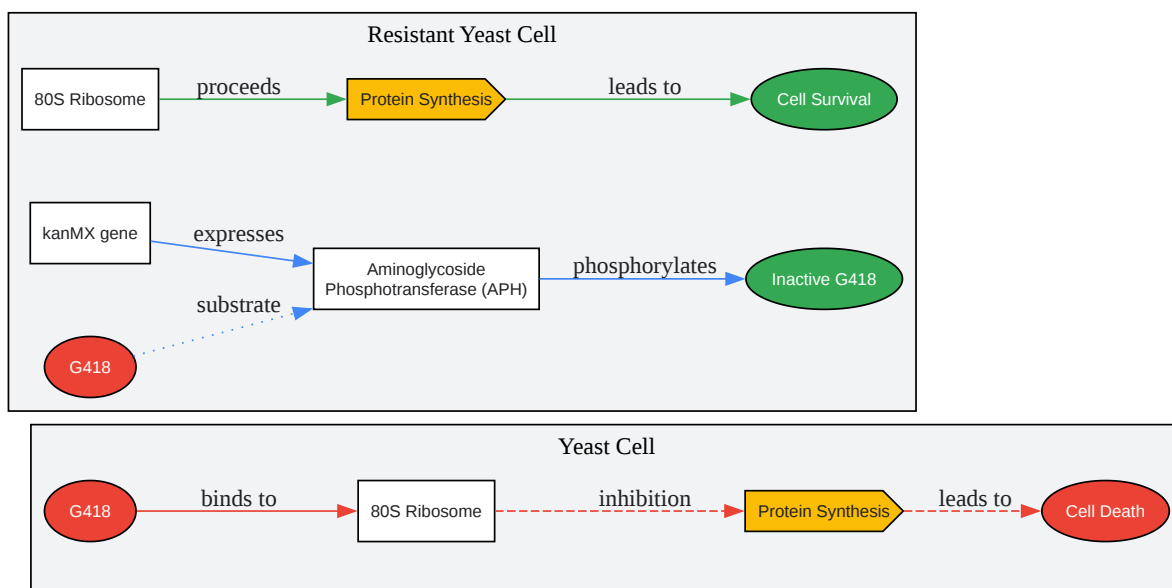 Resistant Yeast Cell
80S Ribosome
proceeds
Protein Synthesis
leads to
Cell Survival
kanMX gene
expresses
Aminoglycoside
Phosphotransferase (APH)
phosphorylates
Inactive G418
substrate
G418
Yeast Cell
G418
binds to
80S Ribosome
inhibition
Protein Synthesis
leads to
Cell Death